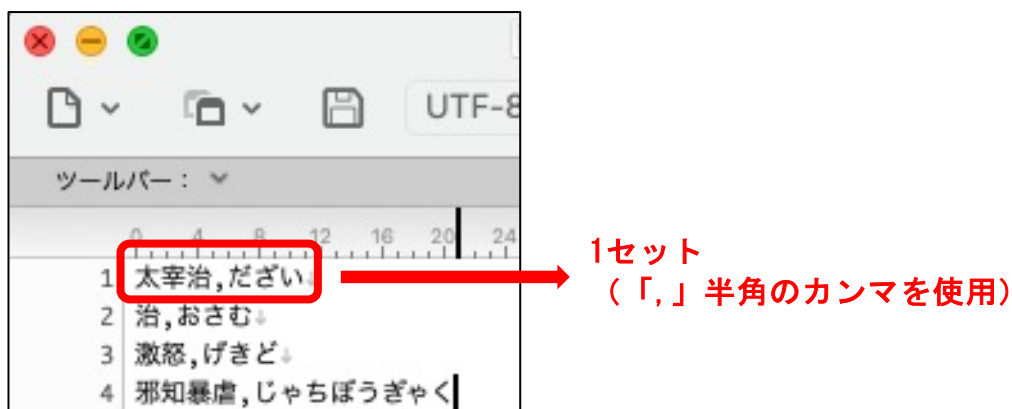 UTF-8
ツールバー：
0 4 8 12 16 20 24
1 太宰治,だざい↓
2 治,おさむ↓
3 激怒,げきど↓
4 邪知暴虐,じゃちぼうぎゃく
1セット
（「,」半角のカンマを使用）